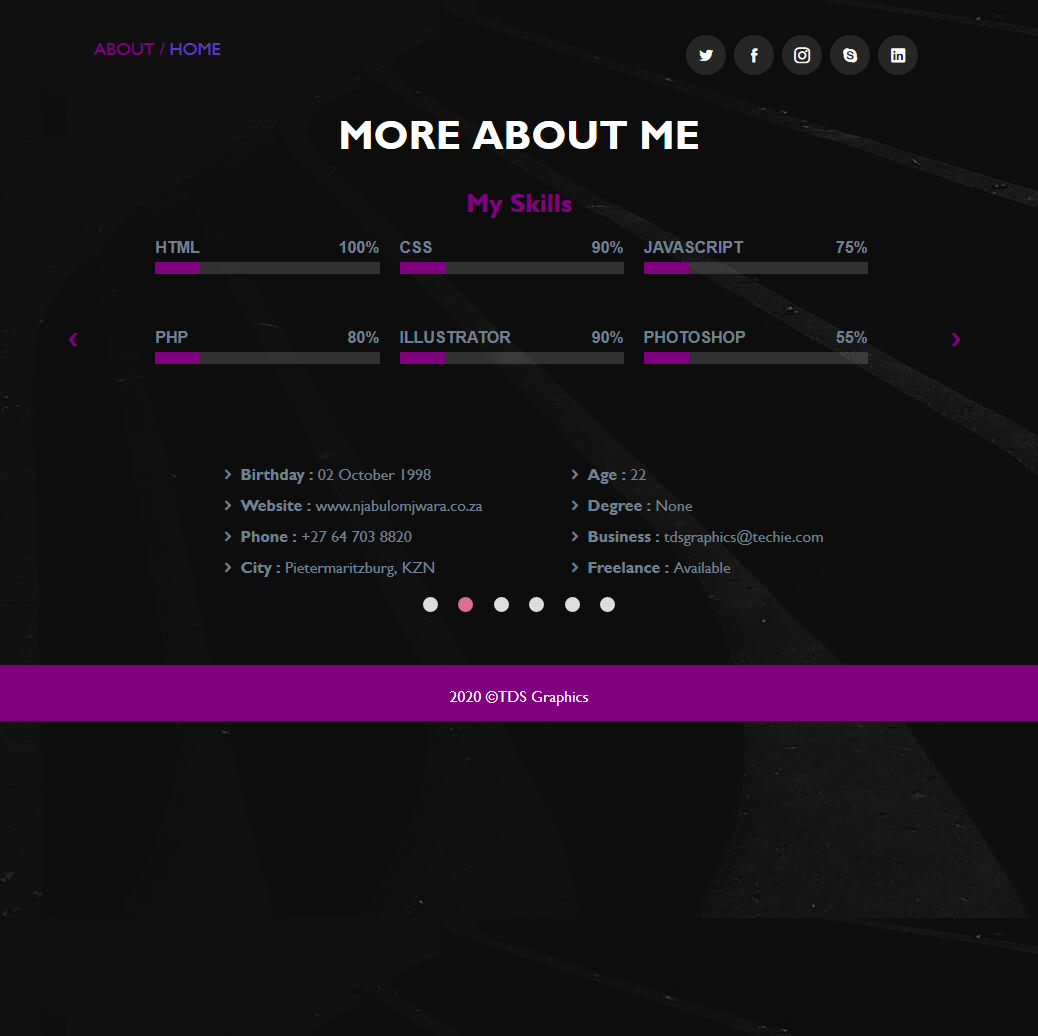 ABOUT / HOME
MORE ABOUT ME
My Skills
HTML 100% CSS 90% JAVASCRIPT 75%
PHP 80% ILLUSTRATOR 90% PHOTOSHOP 55%
Birthday : 02 October 1998
Website : www.njabulomjwara.co.za
Phone : +27 64 703 8820
City : Pietermaritzburg, KZN
Age : 22
Degree : None
Business : tdsgraphics@techie.com
Freelance : Available
2020 ©TDS Graphics